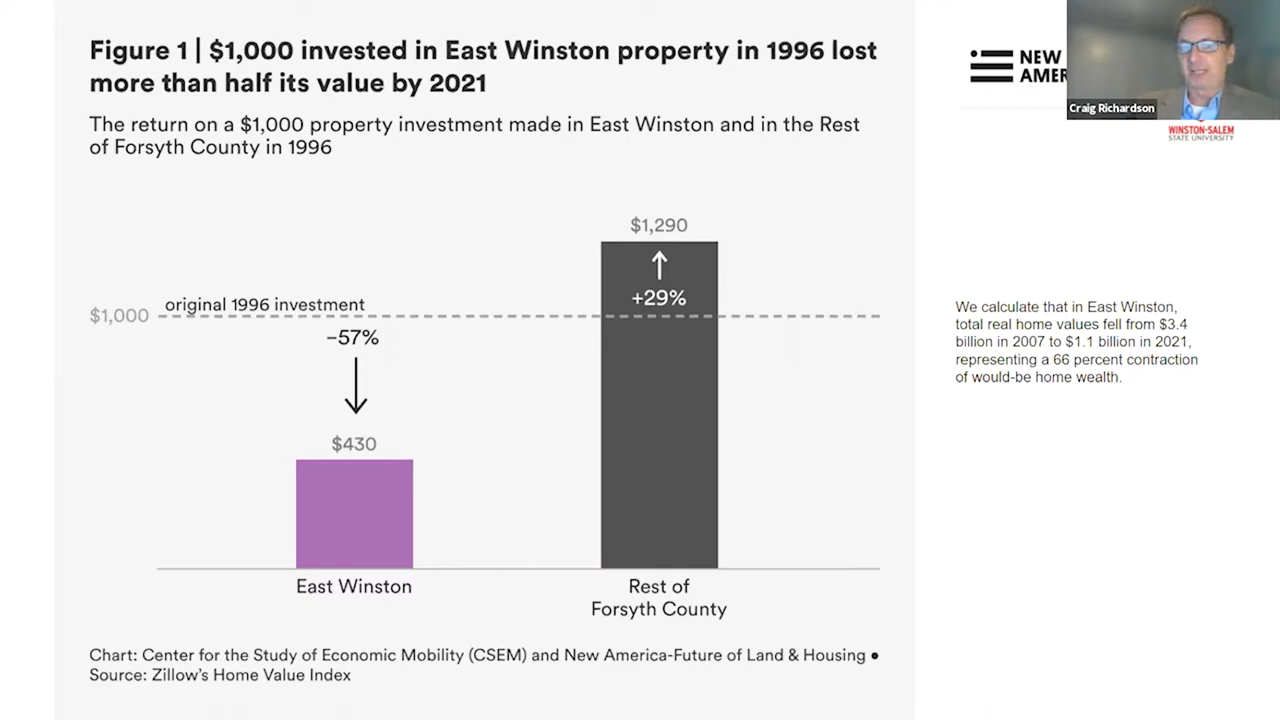 Figure 1 | $1,000 invested in East Winston property in 1996 lost
more than half its value by 2021
The return on a $1,000 property investment made in East Winston and in the Rest
of Forsyth County in 1996
$1,290
+29%
original 1996 investment
$1,000
−57%
$430
East Winston
Rest of
Forsyth County
Chart: Center for the Study of Economic Mobility (CSEM) and New America-Future of Land & Housing •
Source: Zillow's Home Value Index
NEW
AMER
Craig Richardson
WINSTON-SALEM
STATE UNIVERSITY
We calculate that in East Winston,
total real home values fell from $3.4
billion in 2007 to $1.1 billion in 2021,
representing a 66 percent contraction
of would-be home wealth.